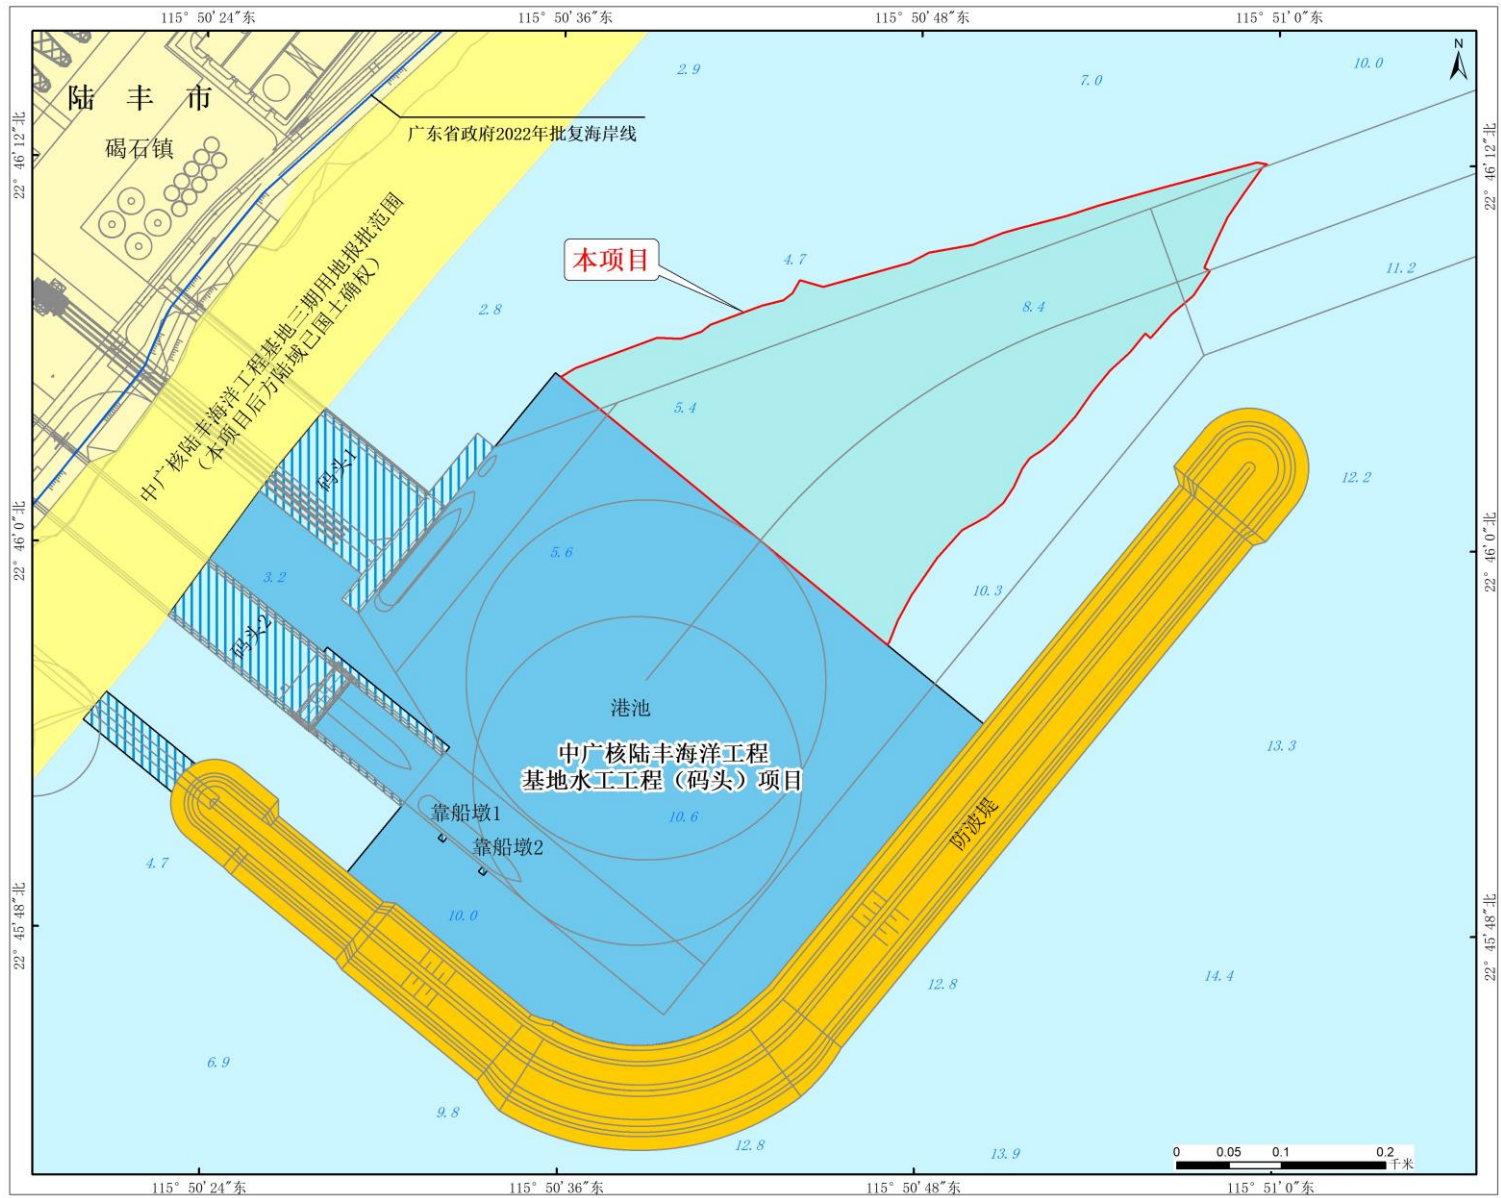 115° 50′24″东
115° 50′36″东
115° 50′48″东
115° 51′0″东
N
2.9
7.0
10.0
陆丰市
广东省政府2022年批复海岸线
碣石镇
22° 46′12″北
22° 46′12″北
中广核陆丰海洋工程基地三期用地报批范围
（本项目后方陆域已国土确权）
本项目
4.7
11.2
2.8
8.4
5.4
码头1
12.2
22° 46′0″北
22° 46′0″北
5.6
3.2
10.3
码头2
港池
中广核陆丰海洋工程
基地水工工程（码头）项目
13.3
靠船墩1
10.6
靠船墩2
防波堤
4.7
10.0
22° 45′48″北
22° 45′48″北
12.8
14.4
6.9
9.8
12.8
13.9
0 0.05 0.1 0.2
千米
115° 50′24″东
115° 50′36″东
115° 50′48″东
115° 51′0″东